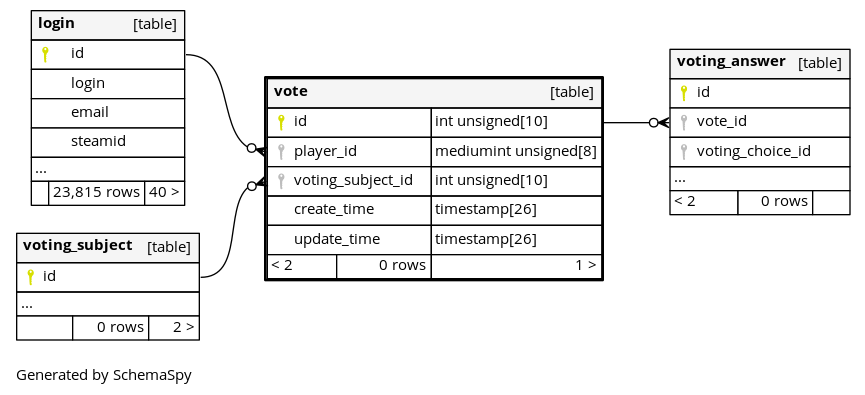 login [table]
id
login
email
steamid
...
23,815 rows 40 >
voting_subject [table]
id
...
0 rows 2 >
vote [table]
id int unsigned[10]
player_id mediumint unsigned[8]
voting_subject_id int unsigned[10]
create_time timestamp[26]
update_time timestamp[26]
< 2 0 rows 1 >
voting_answer [table]
id
vote_id
voting_choice_id
...
< 2 0 rows
Generated by SchemaSpy